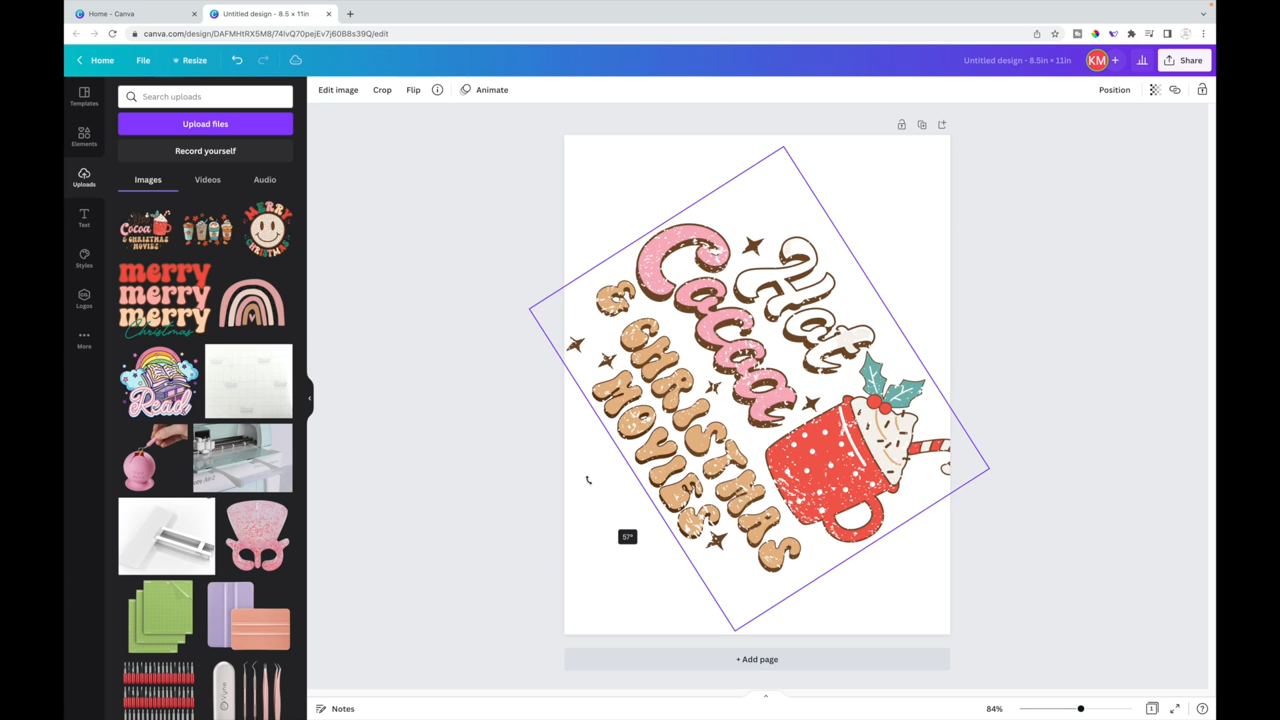 Home - Canva
Untitled design - 8.5 × 11in
canva.com/design/DAFMHtRX5M8/74lvQ70pejEv7j60B8s39Q/edit
Home
File
Resize
Untitled design - 8.5in × 11in
KM
Share
Templates
Elements
Uploads
Text
Styles
Logos
More
Search uploads
Upload files
Record yourself
Images
Videos
Audio
Cocoa
& CHRISTMAS
MOVIES
MERRY
CHRISTMAS
merry
merry
merry
Christmas
Read
Edit image
Crop
Flip
Animate
Position
Hot
Cocoa
&
CHRISTMAS
MOVIES
57°
+ Add page
Notes
84%
1